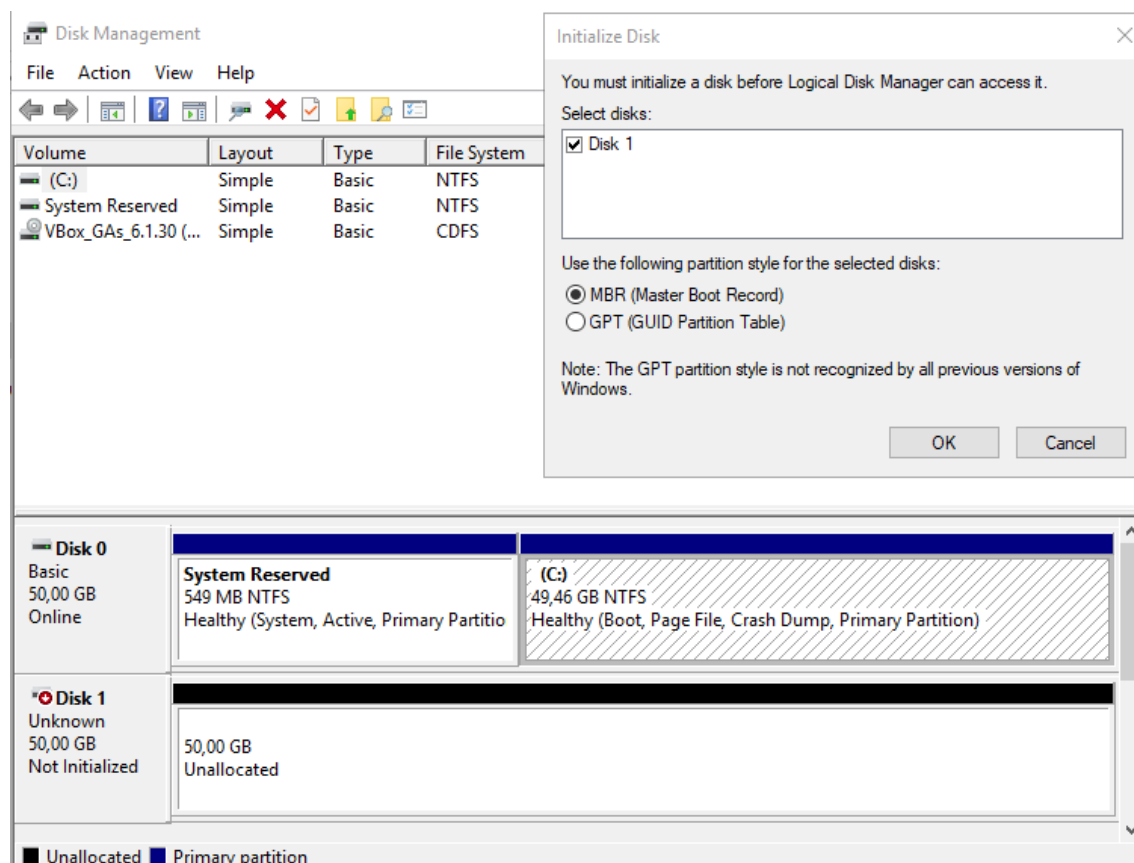 Disk Management
File Action View Help
Volume Layout Type File System
(C:) Simple Basic NTFS
System Reserved Simple Basic NTFS
VBox_GAs_6.1.30 (... Simple Basic CDFS
Initialize Disk
You must initialize a disk before Logical Disk Manager can access it.
Select disks:
Disk 1
Use the following partition style for the selected disks:
MBR (Master Boot Record)
GPT (GUID Partition Table)
Note: The GPT partition style is not recognized by all previous versions of
Windows.
OK Cancel
Disk 0
Basic
50,00 GB
Online
System Reserved
549 MB NTFS
Healthy (System, Active, Primary Partitio
(C:)
49,46 GB NTFS
Healthy (Boot, Page File, Crash Dump, Primary Partition)
Disk 1
Unknown
50,00 GB
Not Initialized
50,00 GB
Unallocated
Unallocated Primary partition